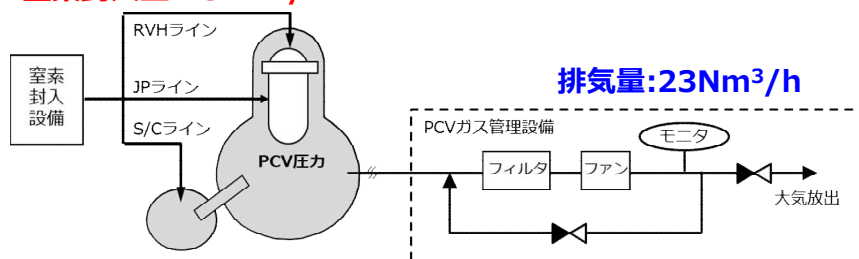 RVHライン
窒素
封入
設備
JPライン
S/Cライン
PCV圧力
排気量:23Nm³/h
PCVガス管理設備
モニタ
フィルタ
ファン
大気放出